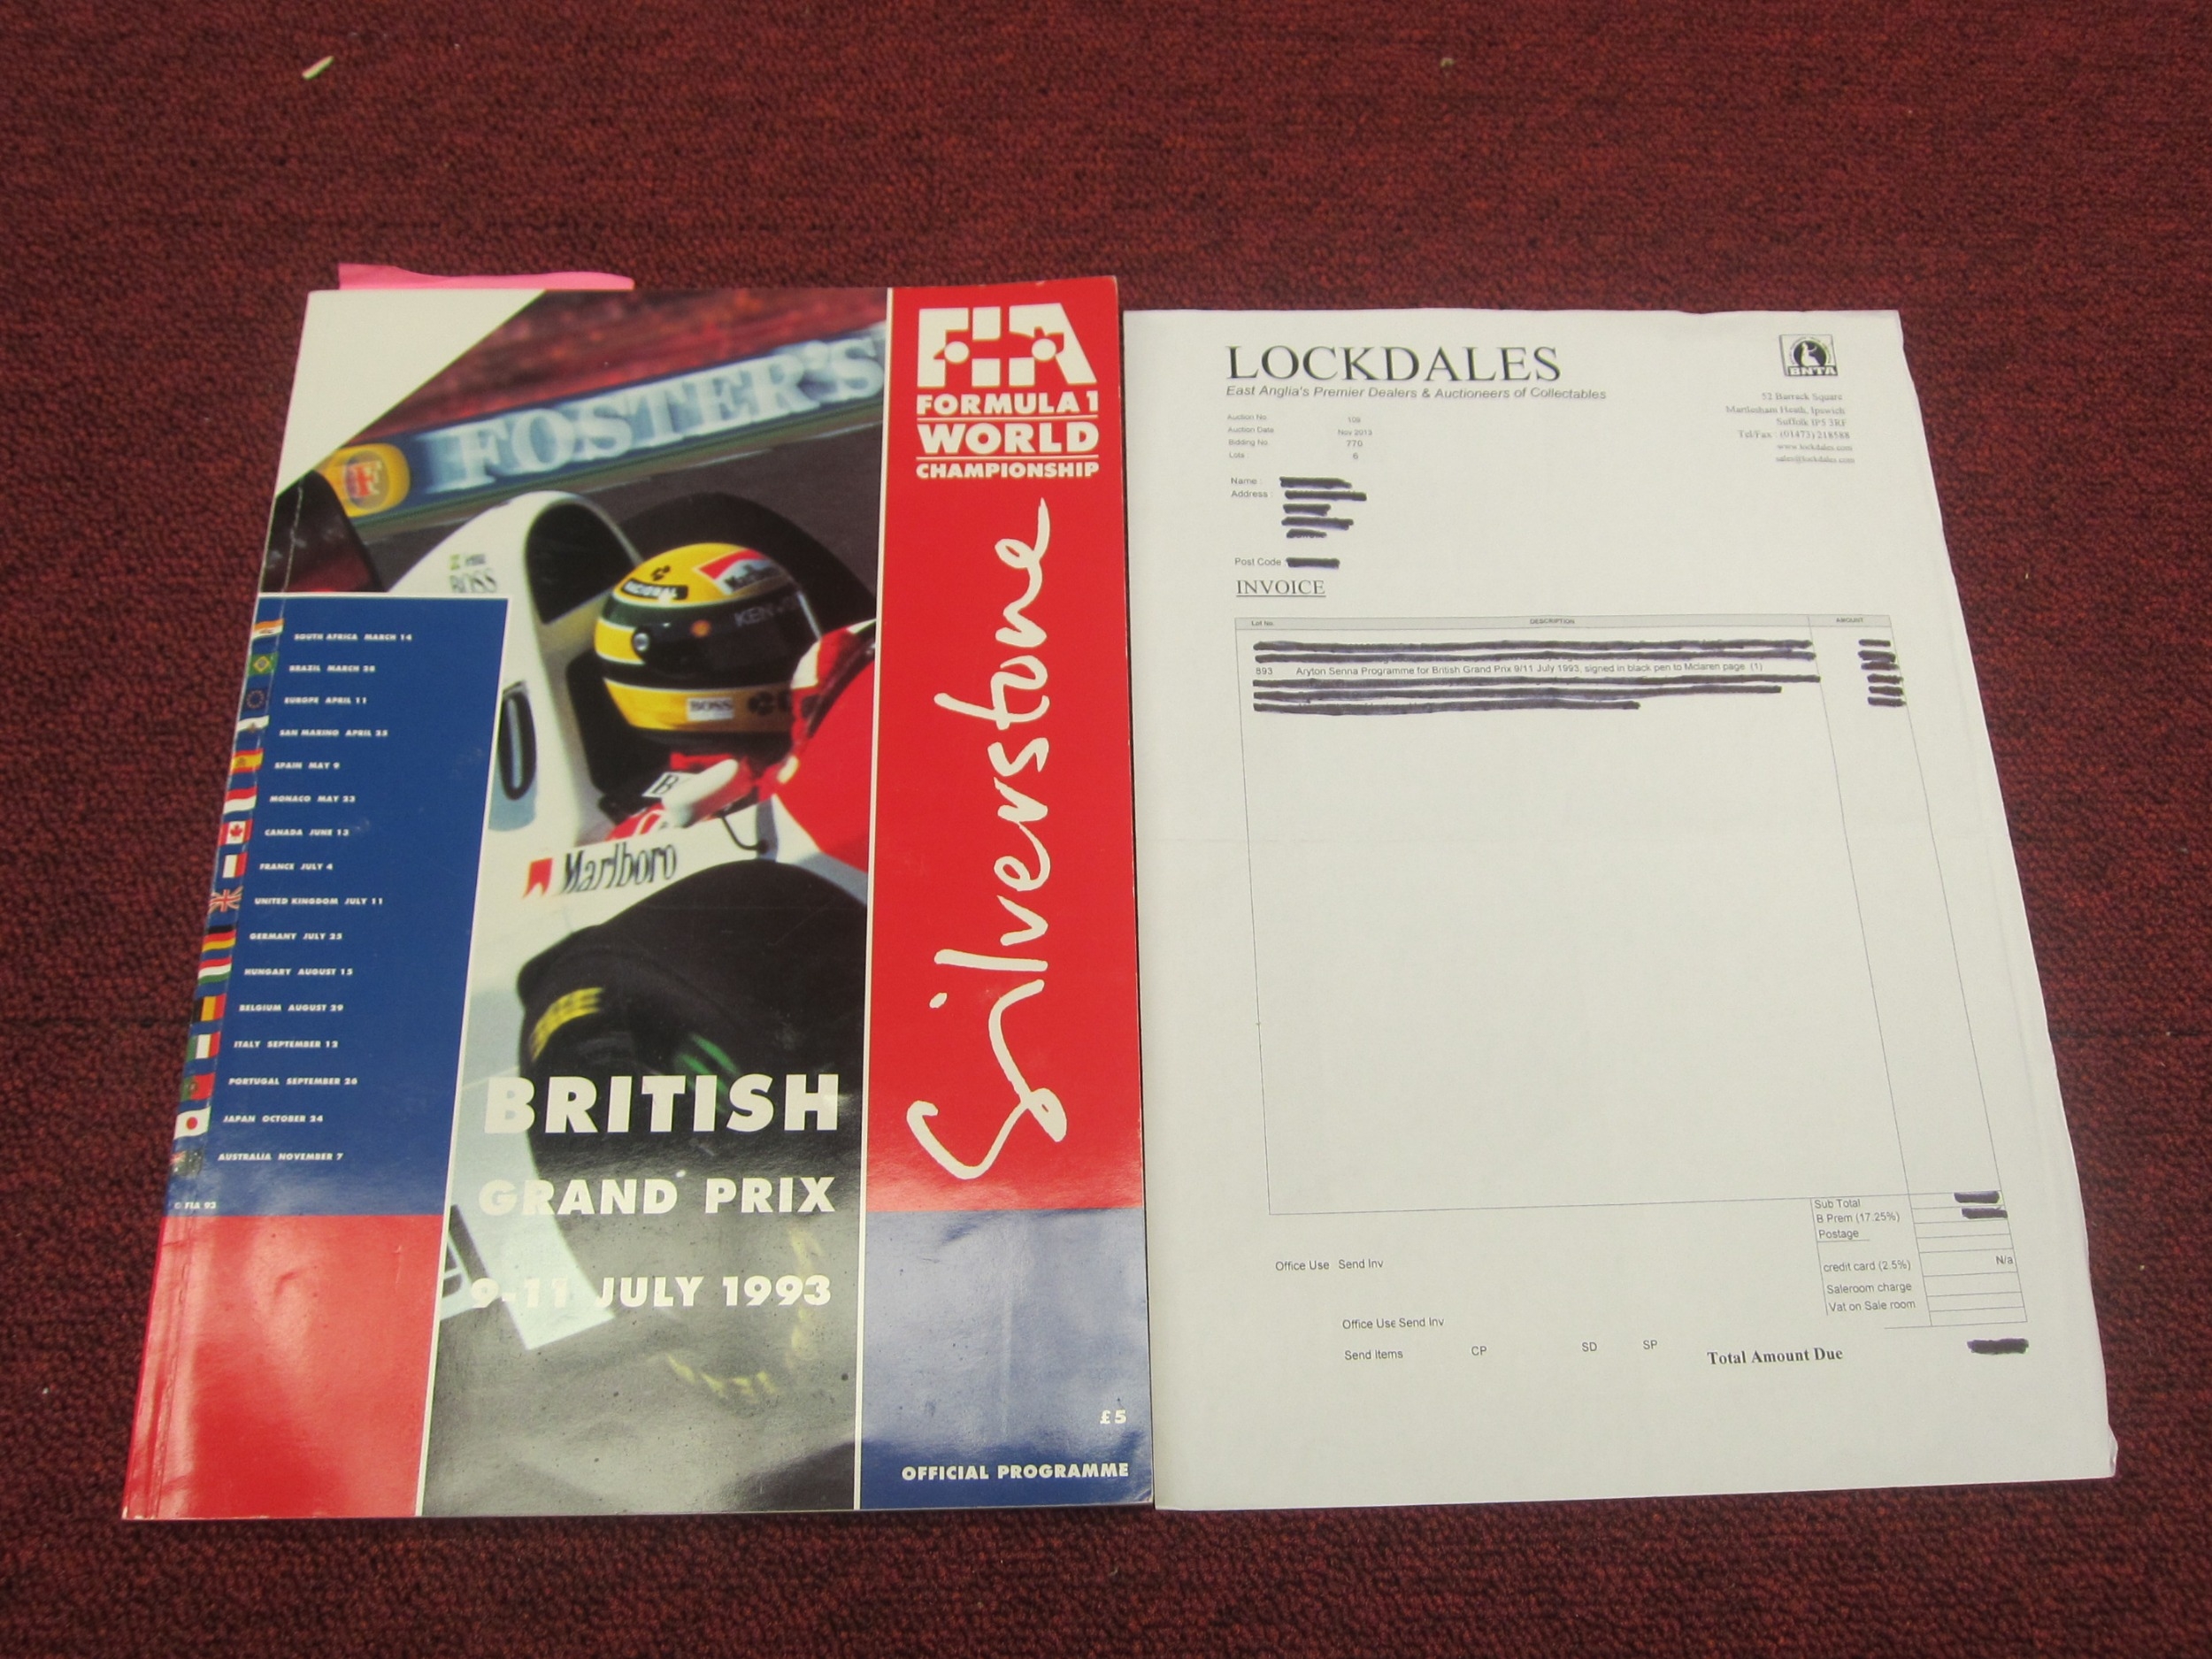 FIA
FORMULA 1
WORLD
CHAMPIONSHIP
Silverstone
FOSTER'S
F
BOSS
NACIONAL
Marlboro
KENWOOD
BOSS
Marlboro
SOUTH AFRICA MARCH 14
BRAZIL MARCH 28
EUROPE APRIL 11
SAN MARINO APRIL 25
SPAIN MAY 9
MONACO MAY 23
CANADA JUNE 13
FRANCE JULY 4
UNITED KINGDOM JULY 11
GERMANY JULY 25
HUNGARY AUGUST 15
BELGIUM AUGUST 29
ITALY SEPTEMBER 12
PORTUGAL SEPTEMBER 26
JAPAN OCTOBER 24
AUSTRALIA NOVEMBER 7
© FIA 93
BRITISH
GRAND PRIX
9-11 JULY 1993
£5
OFFICIAL PROGRAMME
LOCKDALES
East Anglia's Premier Dealers & Auctioneers of Collectables
BNTA
52 Barrack Square
Martlesham Heath, Ipswich
Suffolk IP5 3RF
Tel/Fax : (01473) 218588
www.lockdales.com
sales@lockdales.com
Auction No. 109
Auction Date Nov 2013
Bidding No. 770
Lots 6
Name :
Address :
Post Code :
INVOICE
Lot No. DESCRIPTION AMOUNT
893 Aryton Senna Programme for British Grand Prix 9/11 July 1993, signed in black pen to Mclaren page (1)
Sub Total
B Prem (17.25%)
Postage
credit card (2.5%) N/a
Saleroom charge
Vat on Sale room
Office Use Send Inv
Office Use Send Inv
Send Items CP SD SP
Total Amount Due